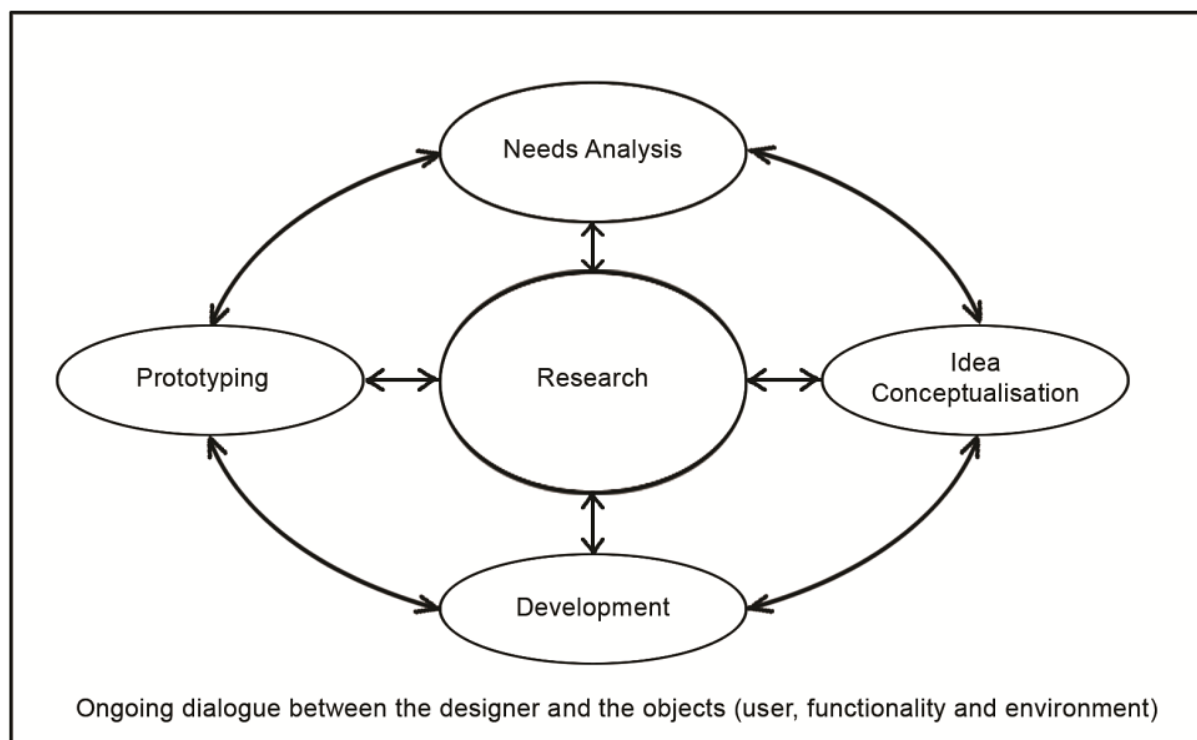 Needs Analysis
Prototyping
Research
Idea
Conceptualisation
Development
Ongoing dialogue between the designer and the objects (user, functionality and environment)